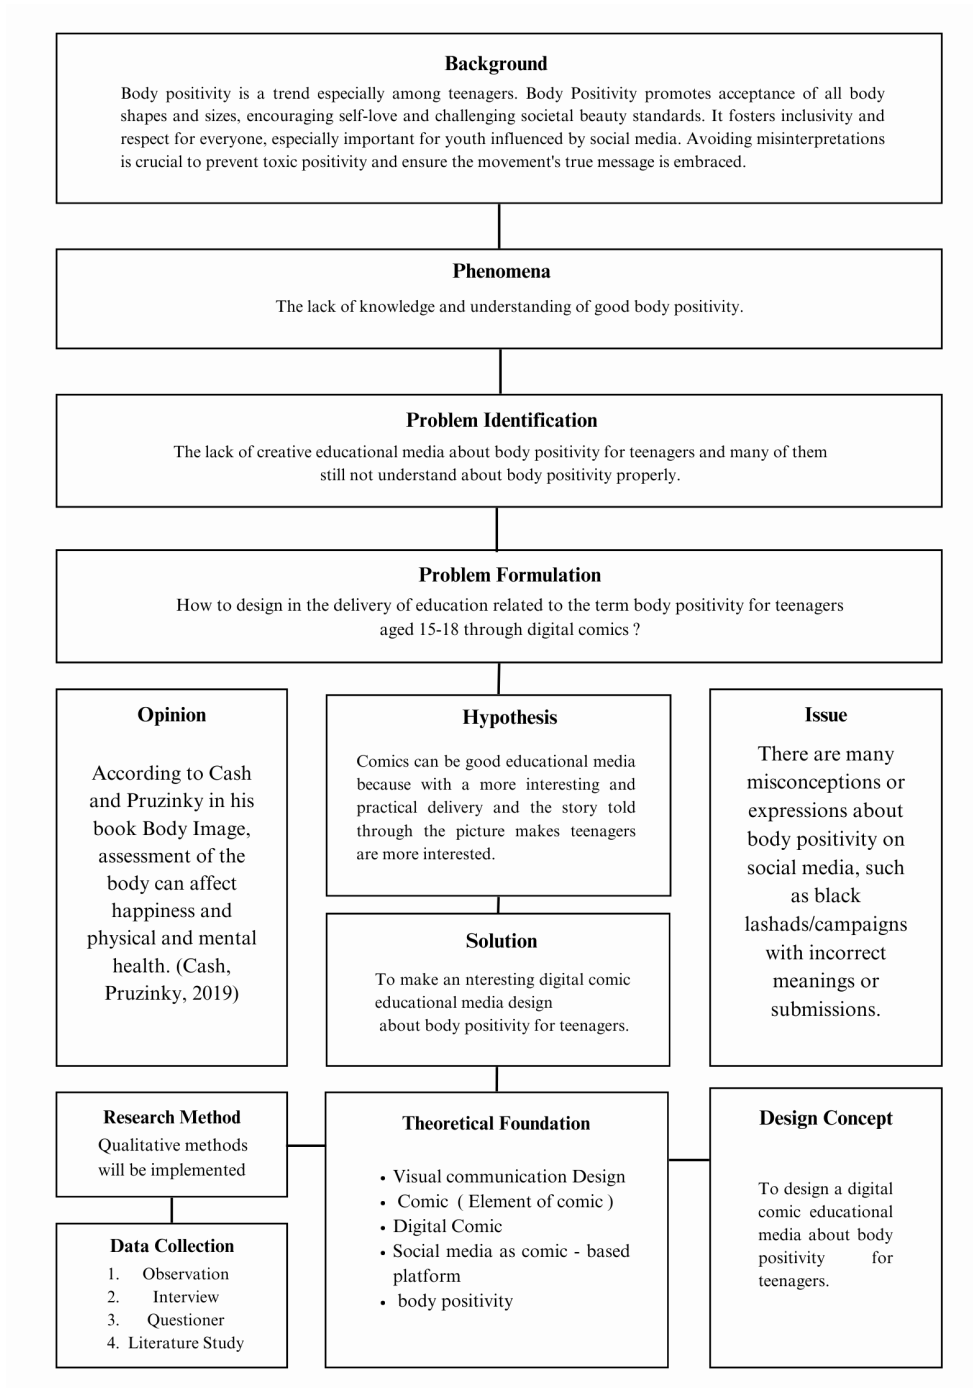 Background
Body positivity is a trend especially among teenagers. Body Positivity promotes acceptance of all body
shapes and sizes, encouraging self-love and challenging societal beauty standards. It fosters inclusivity and
respect for everyone, especially important for youth influenced by social media. Avoiding misinterpretations
is crucial to prevent toxic positivity and ensure the movement's true message is embraced.
Phenomena
The lack of knowledge and understanding of good body positivity.
Problem Identification
The lack of creative educational media about body positivity for teenagers and many of them
still not understand about body positivity properly.
Problem Formulation
How to design in the delivery of education related to the term body positivity for teenagers
aged 15-18 through digital comics ?
Opinion
According to Cash
and Pruzinky in his
book Body Image,
assessment of the
body can affect
happiness and
physical and mental
health. (Cash,
Pruzinky, 2019)
Hypothesis
Comics can be good educational media
because with a more interesting and
practical delivery and the story told
through the picture makes teenagers
are more interested.
Solution
To make an nteresting digital comic
educational media design
about body positivity for teenagers.
Issue
There are many
misconceptions or
expressions about
body positivity on
social media, such
as black
lashads/campaigns
with incorrect
meanings or
submissions.
Research Method
Qualitative methods
will be implemented
Data Collection
1. Observation
2. Interview
3. Questioner
4. Literature Study
Theoretical Foundation
• Visual communication Design
• Comic ( Element of comic )
• Digital Comic
• Social media as comic - based
platform
• body positivity
Design Concept
To design a digital
comic educational
media about body
positivity for
teenagers.